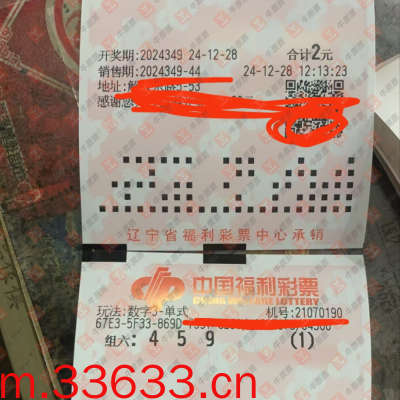 开奖期:2024349 24-12-28 合计2元
销售期:2024349-44 24-12-28 12:13:23
地址:
感谢您
辽宁省福利彩票中心承销
中国福利彩票
CHINA WELFARE LOTTERY
玩法:数字3-单式 机号:21070190
67E3-5F33-869D
组六: 4 5 9 (1)
m.33633.cn